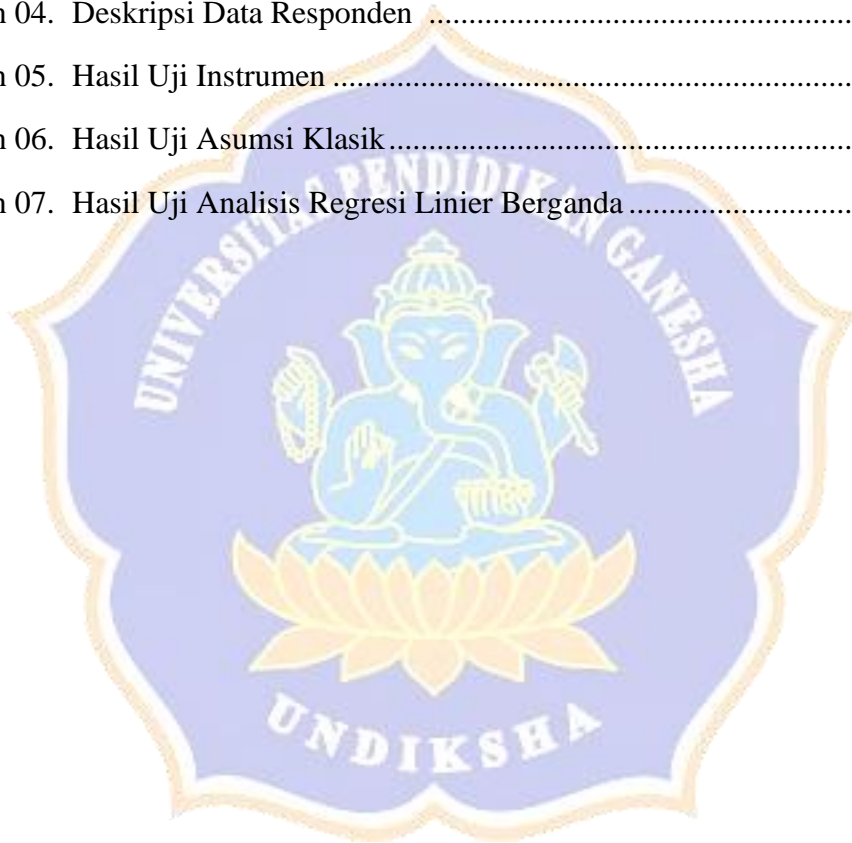 n 04. Deskripsi Data Responden ................................................
n 05. Hasil Uji Instrumen ............................................................
n 06. Hasil Uji Asumsi Klasik .....................................................
n 07. Hasil Uji Analisis Regresi Linier Berganda ..........................
UNIVERSITAS PENDIDIKAN GANESHA
UNDIKSHA